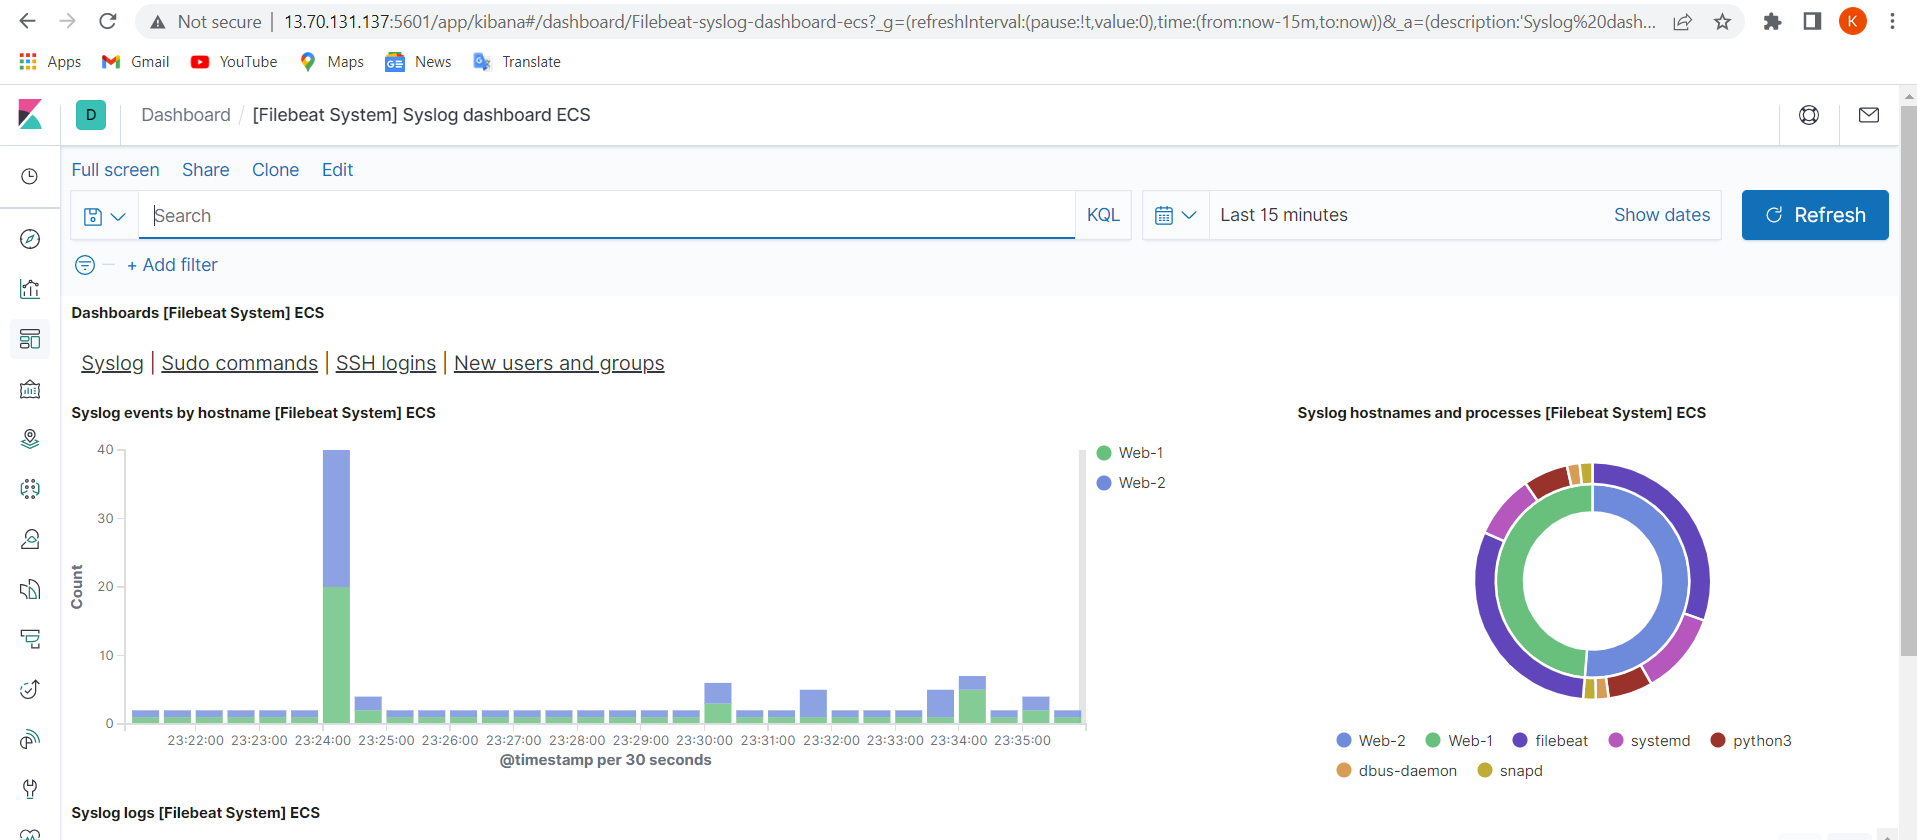 Not secure | 13.70.131.137:5601/app/kibana#/dashboard/Filebeat-syslog-dashboard-ecs?_g=(refreshInterval:(pause:!t,value:0),time:(from:now-15m,to:now))&_a=(description:'Syslog%20dash... K
Apps Gmail YouTube Maps News Translate
D Dashboard / [Filebeat System] Syslog dashboard ECS
Full screen Share Clone Edit
Search KQL Last 15 minutes Show dates Refresh
+ Add filter
Dashboards [Filebeat System] ECS
Syslog | Sudo commands | SSH logins | New users and groups
Syslog events by hostname [Filebeat System] ECS
40
30
20
10
0
Count
23:22:00 23:23:00 23:24:00 23:25:00 23:26:00 23:27:00 23:28:00 23:29:00 23:30:00 23:31:00 23:32:00 23:33:00 23:34:00 23:35:00
@timestamp per 30 seconds
Web-1
Web-2
Syslog hostnames and processes [Filebeat System] ECS
Web-2 Web-1 filebeat systemd python3
dbus-daemon snapd
Syslog logs [Filebeat System] ECS